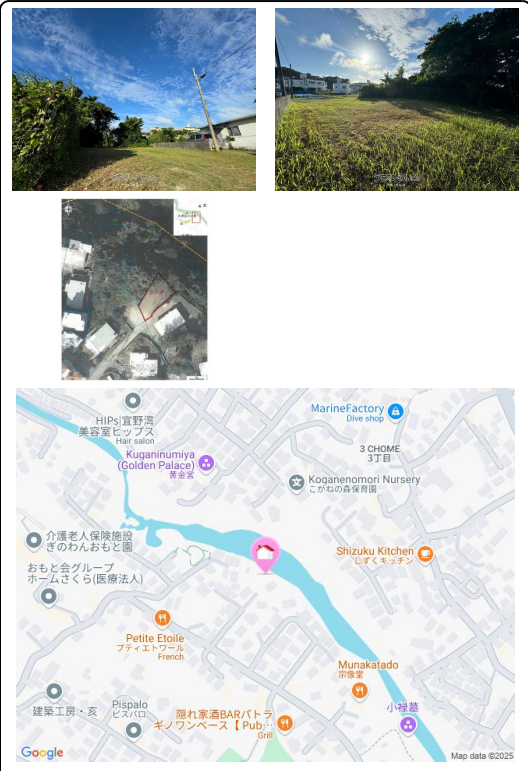 HIPs|宜野湾
美容室ヒップス
Hair salon
MarineFactory
Dive shop
3 CHOME
3丁目
Kuganinumiya
(Golden Palace)
黄金宮
Koganenomori Nursery
こがねの森保育園
介護老人保険施設
ぎのわんおもと園
Shizuku Kitchen
しずくキッチン
おもと会グループ
ホームさくら(医療法人)
Petite Etoile
プティエトワール
French
Munakatado
宗像堂
建築工房・亥
Pispalo
ピスパロ
隠れ家酒BARパトラ
ギノワンベース【 Pub…
Grill
小禄墓
Google
Map data ©2025